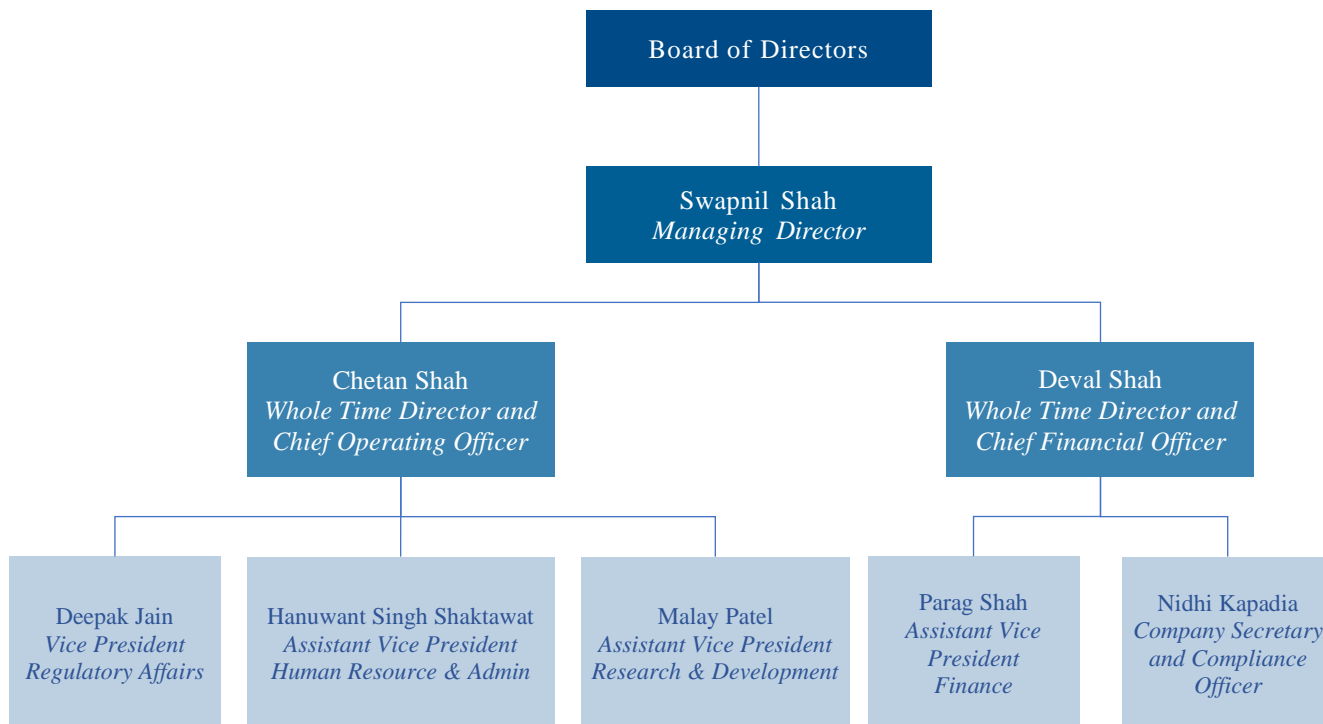 Board of Directors
Swapnil Shah
Managing Director
Chetan Shah
Whole Time Director and
Chief Operating Officer
Deval Shah
Whole Time Director and
Chief Financial Officer
Deepak Jain
Vice President
Regulatory Affairs
Hanuwant Singh Shaktawat
Assistant Vice President
Human Resource & Admin
Malay Patel
Assistant Vice President
Research & Development
Parag Shah
Assistant Vice
President
Finance
Nidhi Kapadia
Company Secretary
and Compliance
Officer